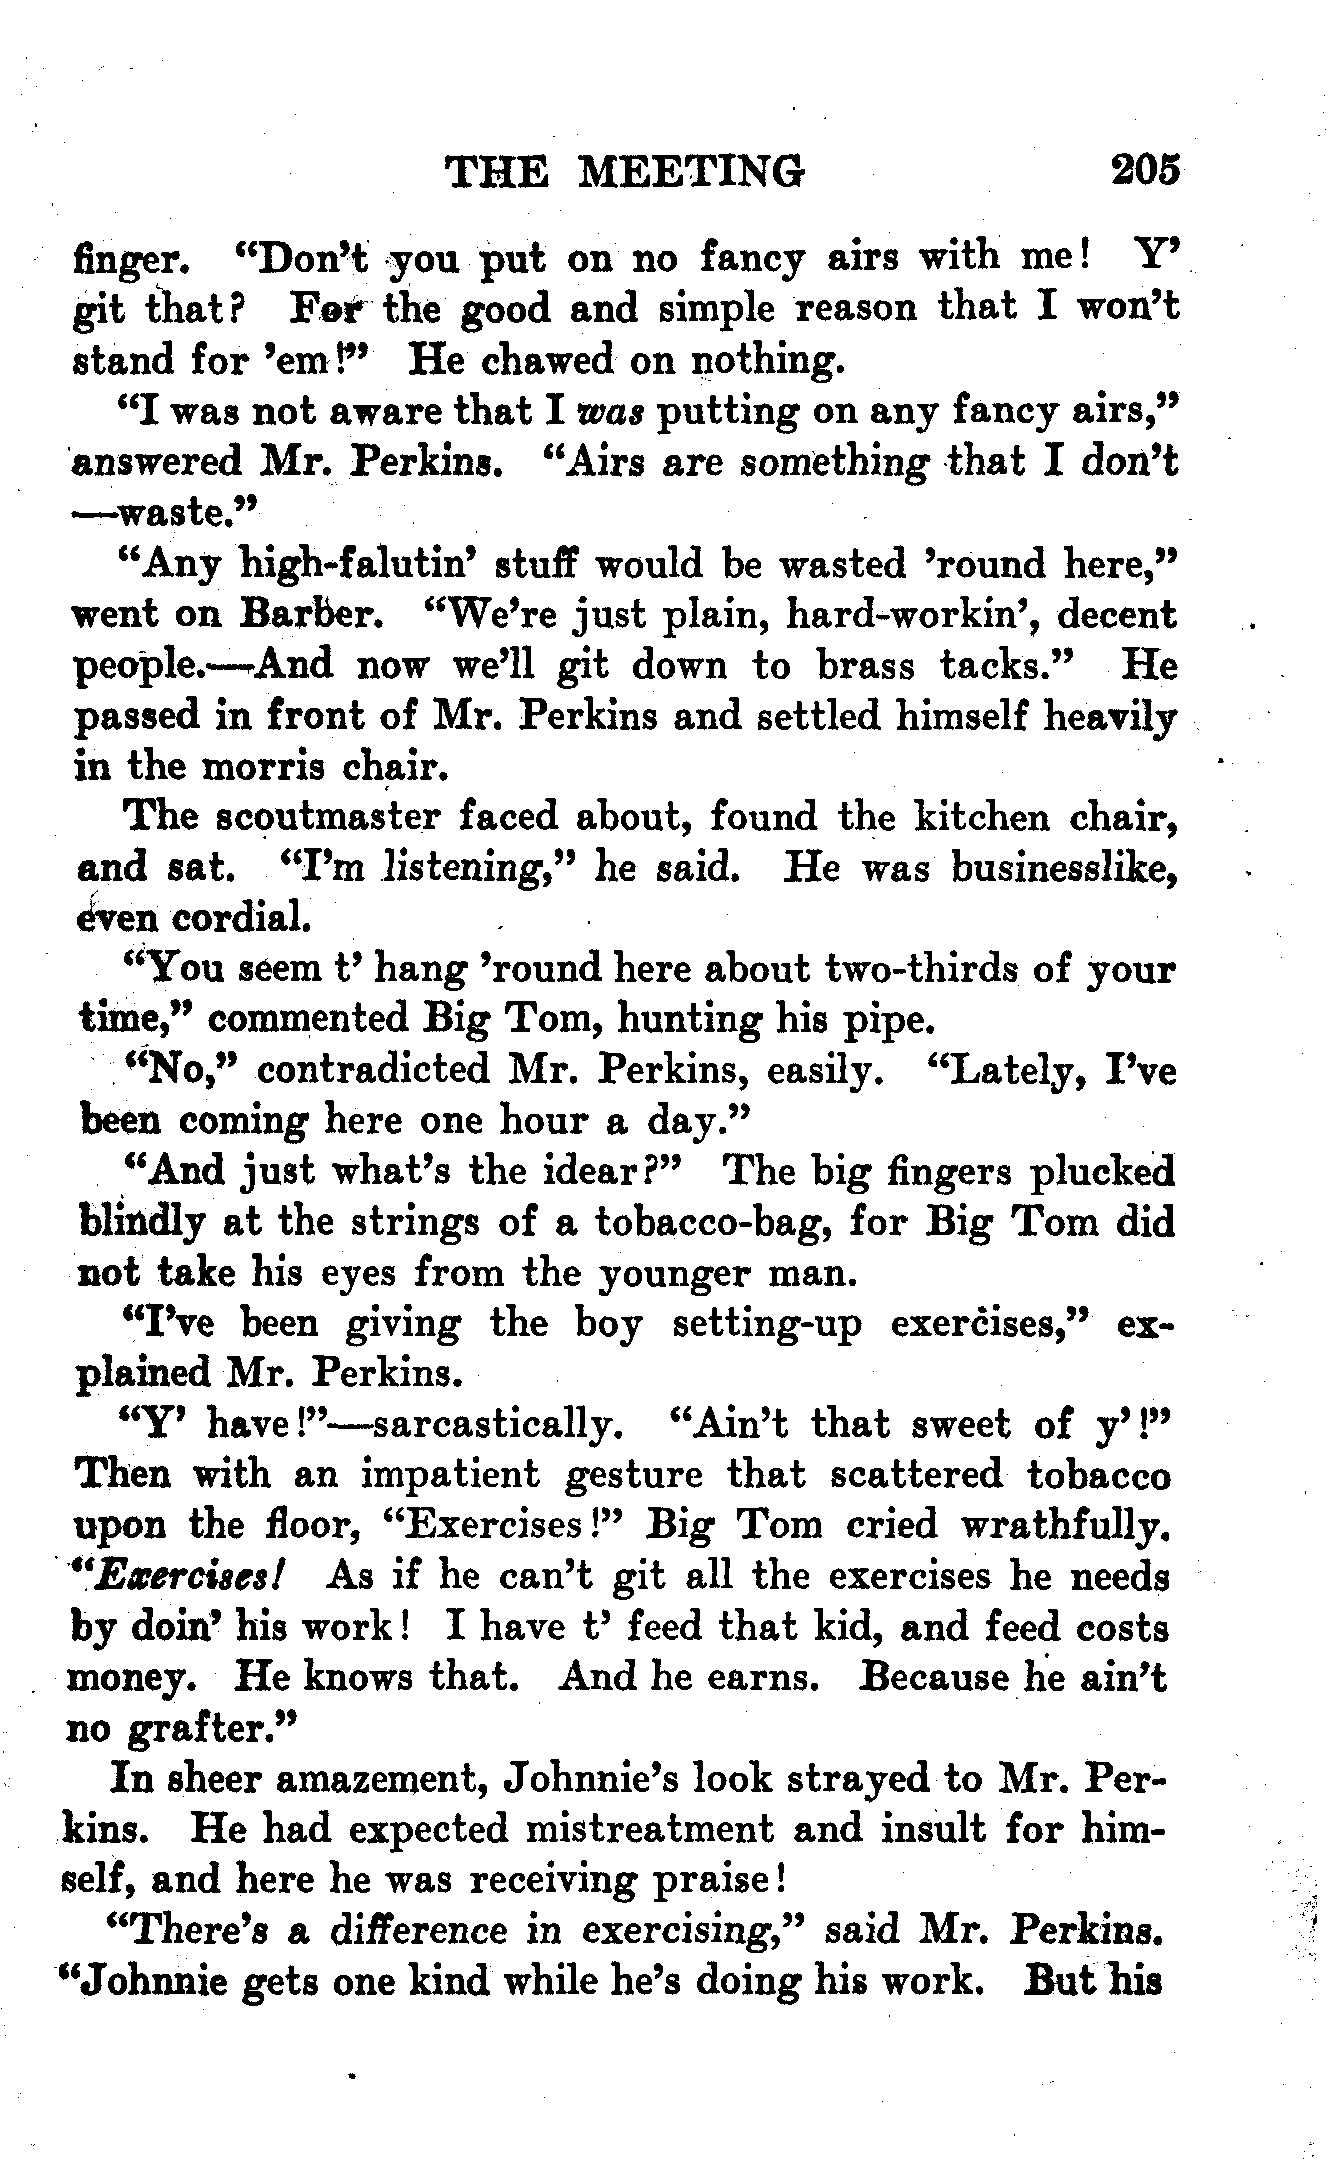 THE MEETING 205
finger. "Don't you put on no fancy airs with me! Y'
git that? For the good and simple reason that I won't
stand for 'em!" He chawed on nothing.
"I was not aware that I was putting on any fancy airs,"
answered Mr. Perkins. "Airs are something that I don't
—waste."
"Any high-falutin' stuff would be wasted 'round here,"
went on Barber. "We're just plain, hard-workin', decent
people.—And now we'll git down to brass tacks." He
passed in front of Mr. Perkins and settled himself heavily
in the morris chair.
The scoutmaster faced about, found the kitchen chair,
and sat. "I'm listening," he said. He was businesslike,
even cordial.
"You seem t' hang 'round here about two-thirds of your
time," commented Big Tom, hunting his pipe.
"No," contradicted Mr. Perkins, easily. "Lately, I've
been coming here one hour a day."
"And just what's the idear?" The big fingers plucked
blindly at the strings of a tobacco-bag, for Big Tom did
not take his eyes from the younger man.
"I've been giving the boy setting-up exercises," ex-
plained Mr. Perkins.
"Y' have!"—sarcastically. "Ain't that sweet of y'!"
Then with an impatient gesture that scattered tobacco
upon the floor, "Exercises!" Big Tom cried wrathfully.
"Exercises! As if he can't git all the exercises he needs
by doin' his work! I have t' feed that kid, and feed costs
money. He knows that. And he earns. Because he ain't
no grafter."
In sheer amazement, Johnnie's look strayed to Mr. Per-
kins. He had expected mistreatment and insult for him-
self, and here he was receiving praise!
"There's a difference in exercising," said Mr. Perkins.
"Johnnie gets one kind while he's doing his work. But his